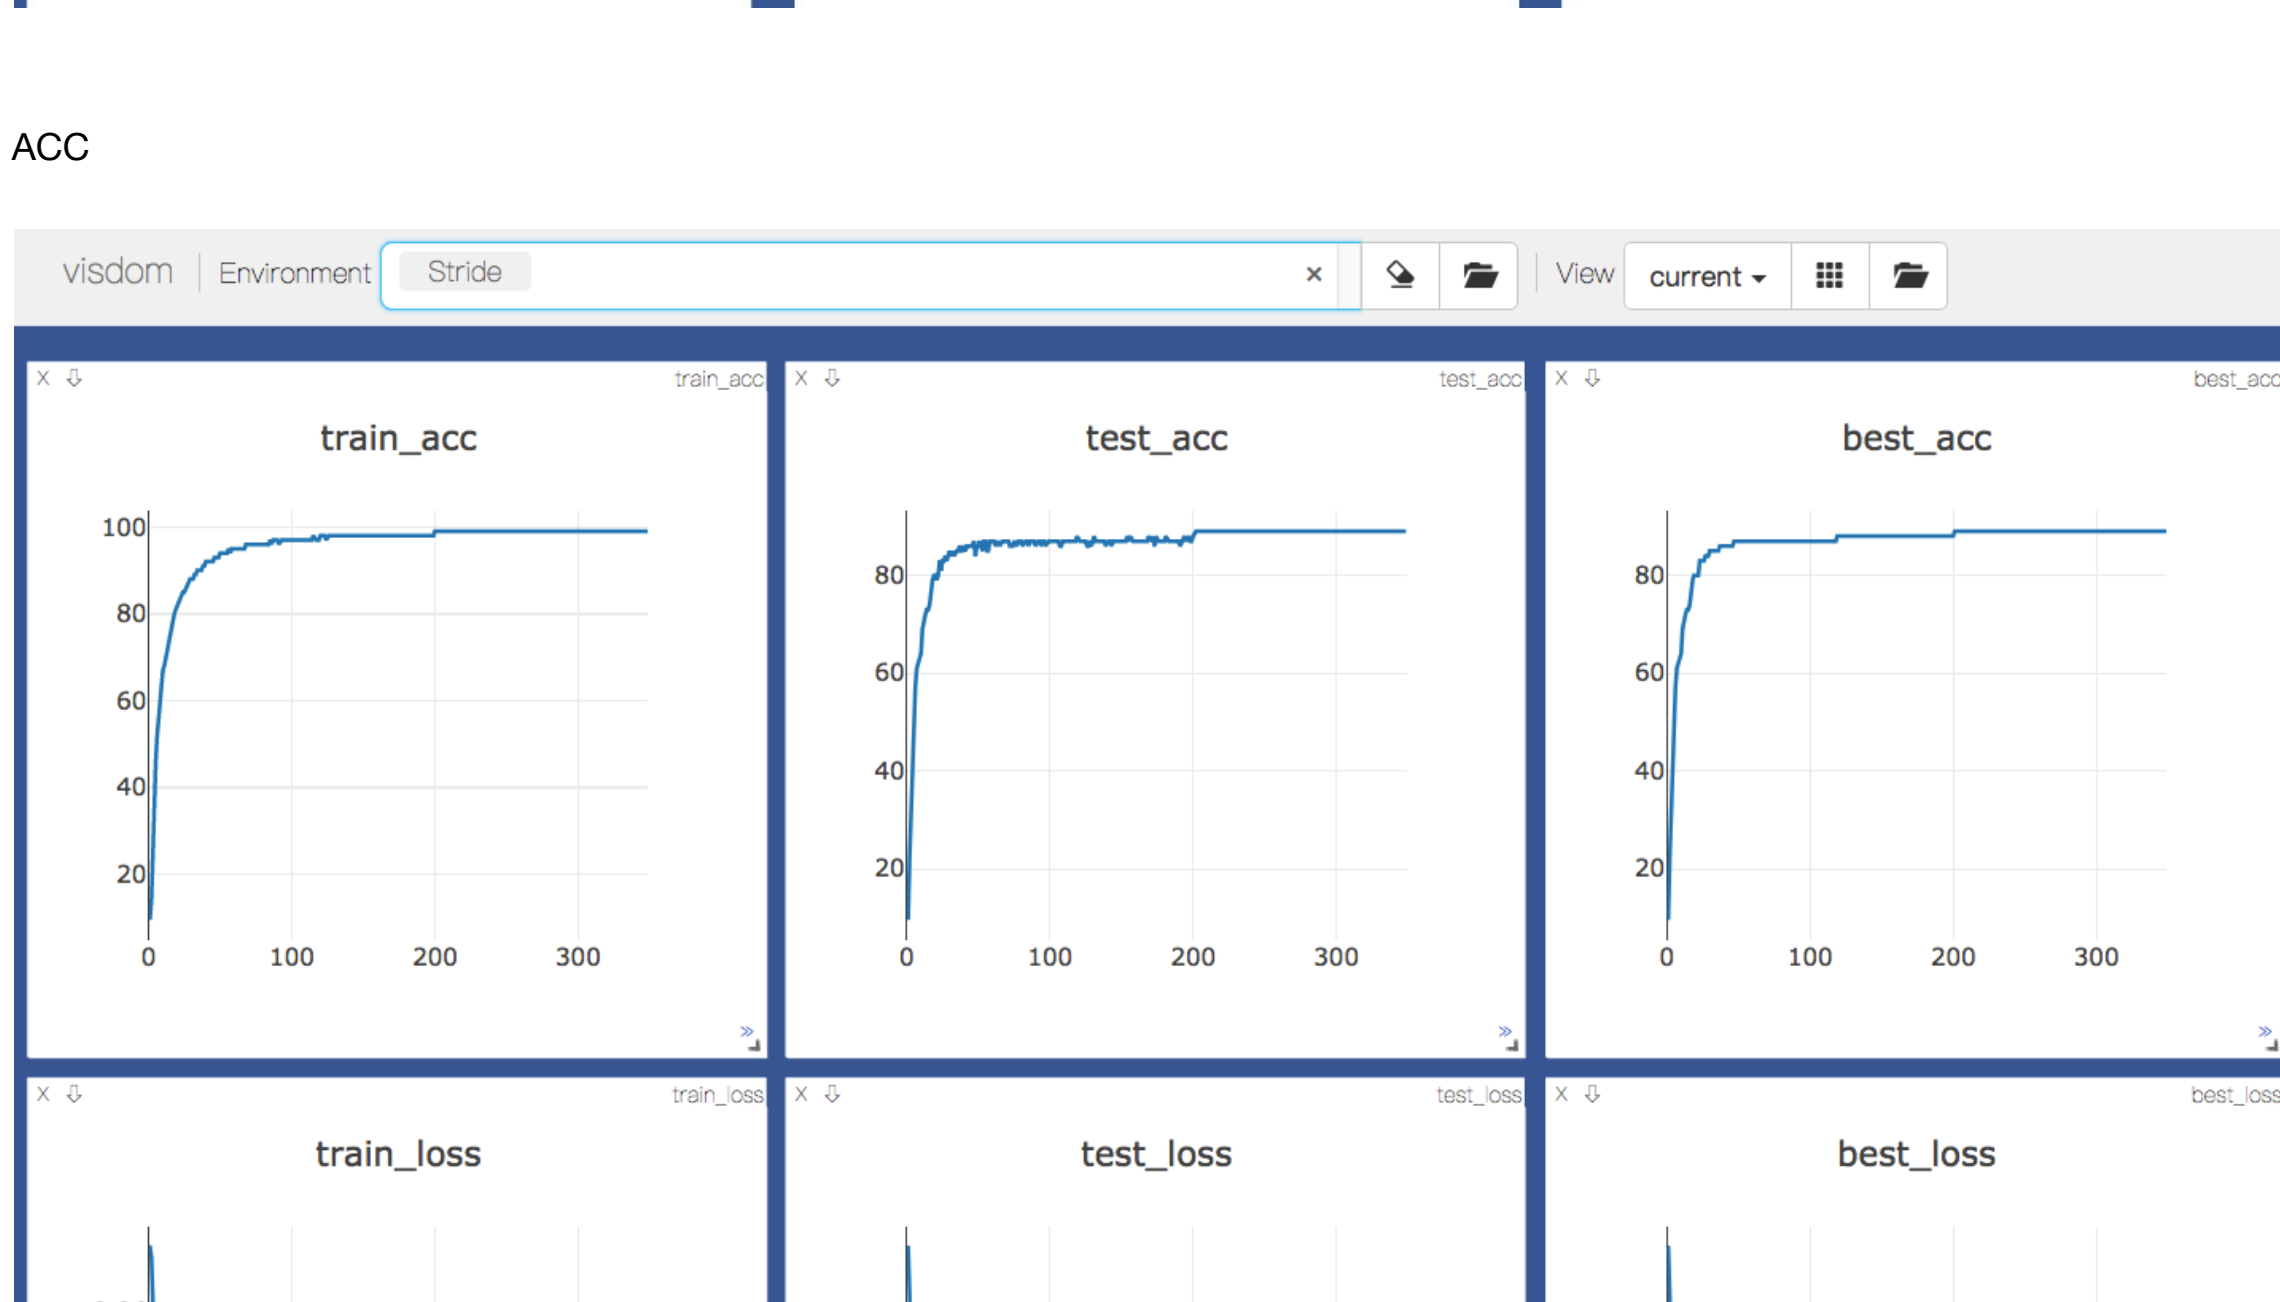 ACC
visdom Environment Stride × View current
X train_acc X test_acc X best_acc
train_acc test_acc best_acc
100
80 80 80
60 60 60
40 40 40
20 20 20
0 100 200 300 0 100 200 300 0 100 200 300
X train_loss X test_loss X best_loss
train_loss test_loss best_loss